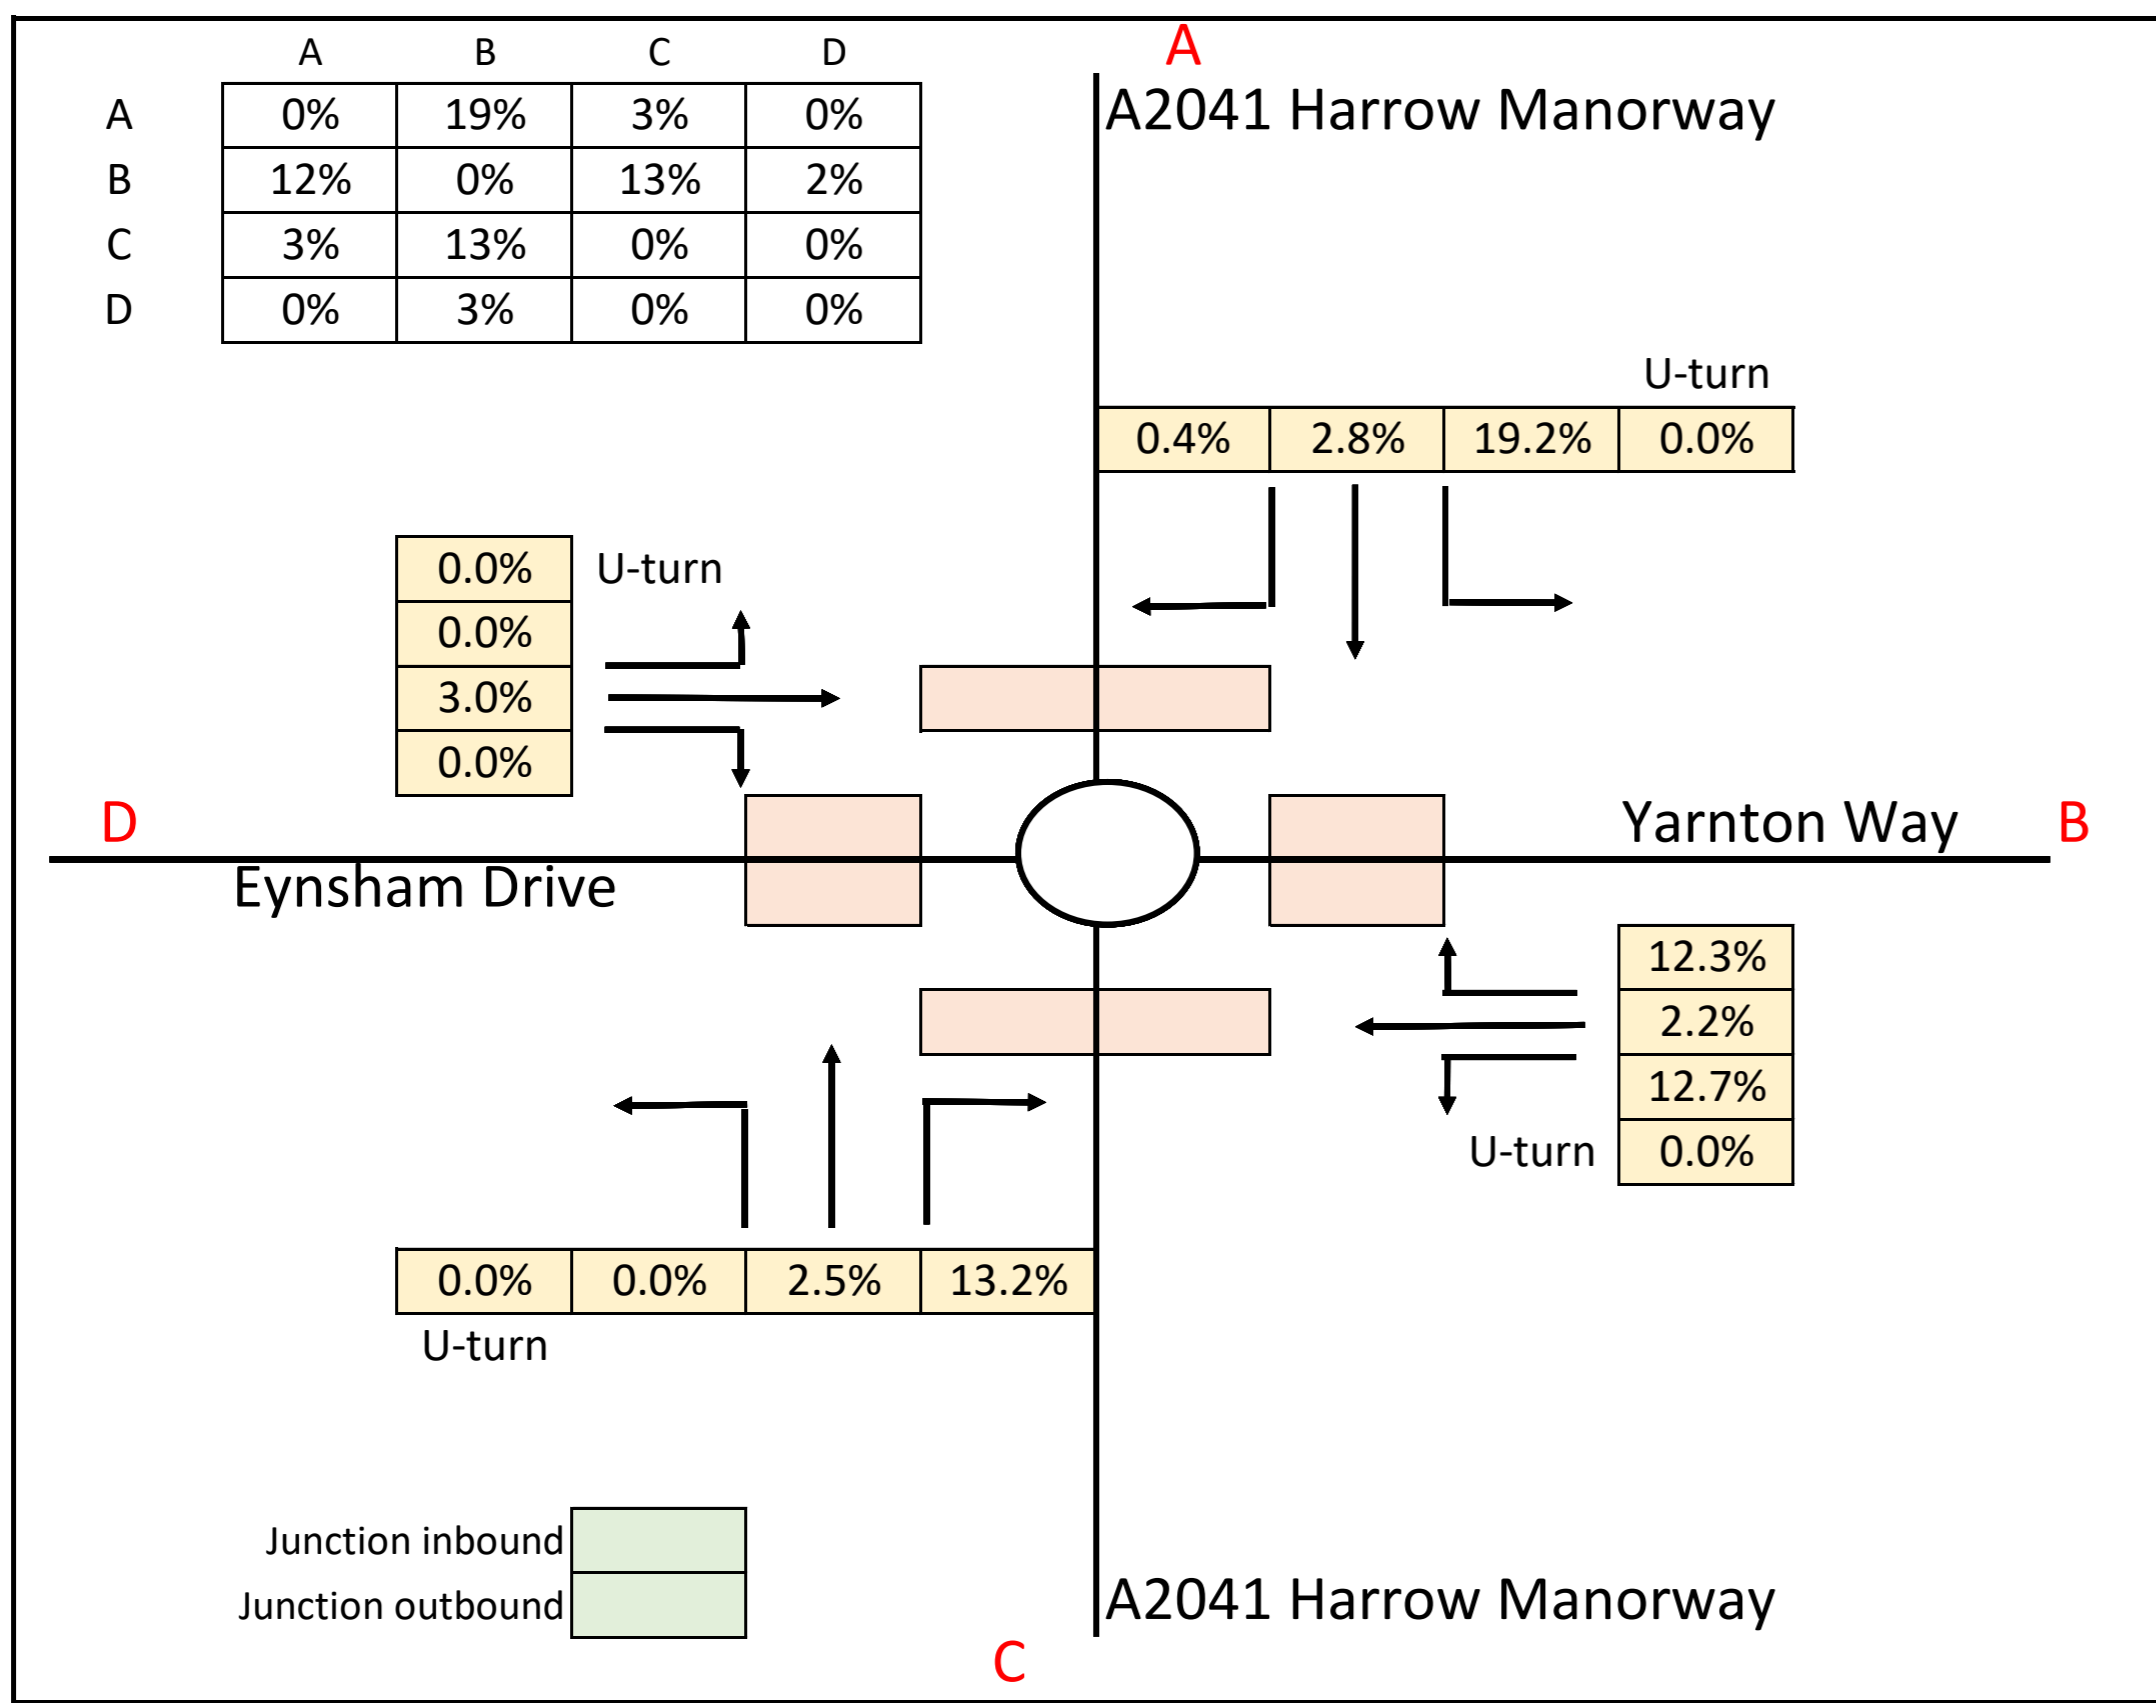 A B C D
A 0% 19% 3% 0%
B 12% 0% 13% 2%
C 3% 13% 0% 0%
D 0% 3% 0% 0%
A
A2041 Harrow Manorway
U-turn
0.4% 2.8% 19.2% 0.0%
0.0% U-turn
0.0%
3.0%
0.0%
D
Eynsham Drive
Yarnton Way B
12.3%
2.2%
12.7%
U-turn 0.0%
0.0% 0.0% 2.5% 13.2%
U-turn
Junction inbound
Junction outbound
A2041 Harrow Manorway
C